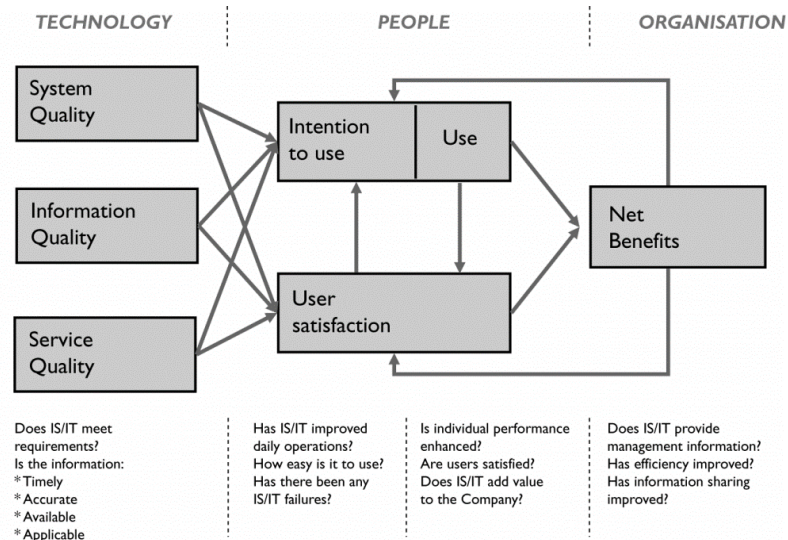 TECHNOLOGY
PEOPLE
ORGANISATION
System
Quality
Intention
to use
Use
Information
Quality
Net
Benefits
User
satisfaction
Service
Quality
Does IS/IT meet
requirements?
Is the information:
* Timely
* Accurate
* Available
* Applicable
Has IS/IT improved
daily operations?
How easy is it to use?
Has there been any
IS/IT failures?
Is individual performance
enhanced?
Are users satisfied?
Does IS/IT add value
to the Company?
Does IS/IT provide
management information?
Has efficiency improved?
Has information sharing
improved?